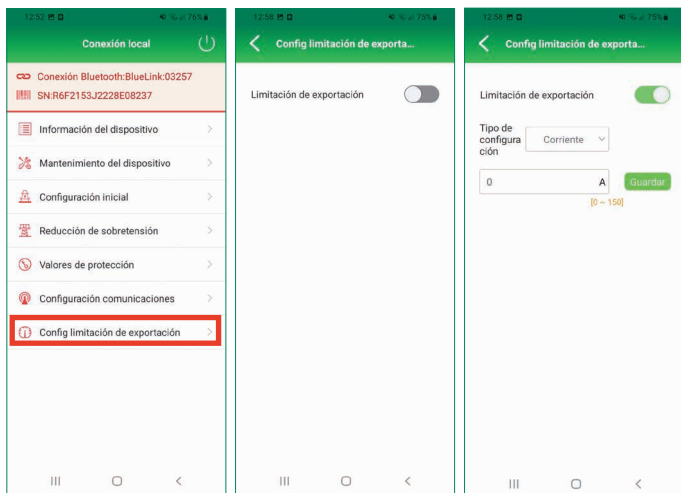 12:52
76%
Conexión local
Conexión Bluetooth:BlueLink:03257
SN:R6F2153J2228E08237
Información del dispositivo
Mantenimiento del dispositivo
Configuración inicial
Reducción de sobretensión
Valores de protección
Configuración comunicaciones
Config limitación de exportación
12:58
75%
Config limitación de exporta...
Limitación de exportación
12:58
75%
Config limitación de exporta...
Limitación de exportación
Tipo de
configura
ción
Corriente
0 A
Guardar
[0 ~ 150]